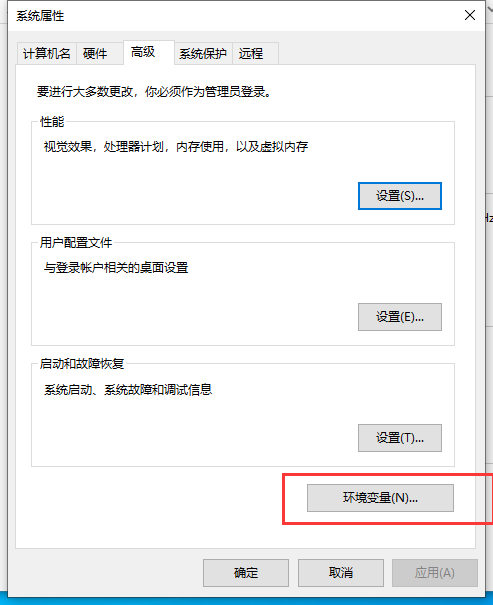 系统属性
计算机名 硬件 高级 系统保护 远程
要进行大多数更改，你必须作为管理员登录。
性能
视觉效果，处理器计划，内存使用，以及虚拟内存
设置(S)...
用户配置文件
与登录帐户相关的桌面设置
设置(E)...
启动和故障恢复
系统启动、系统故障和调试信息
设置(T)...
环境变量(N)...
确定 取消 应用(A)
Hz